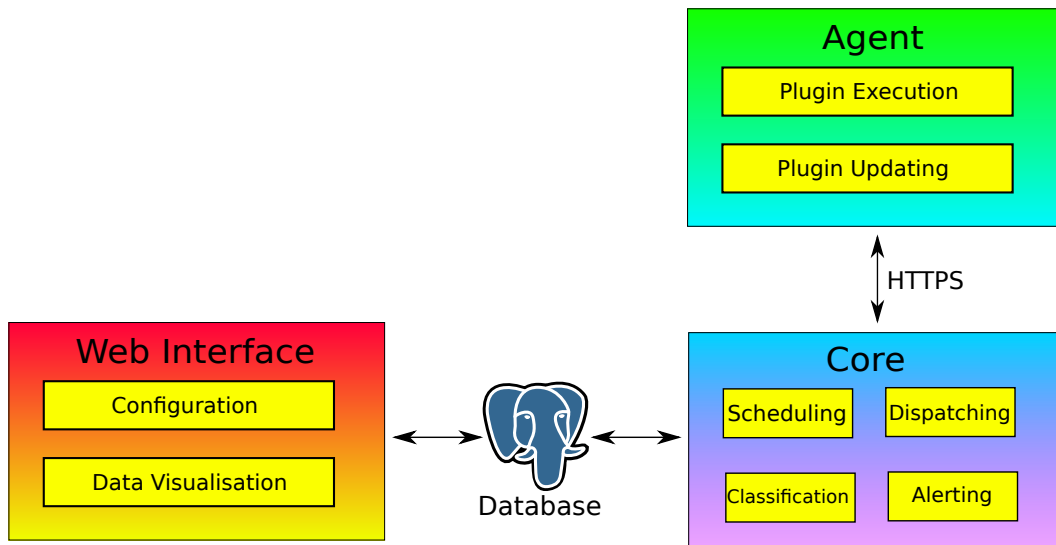 Agent
Plugin Execution
Plugin Updating
HTTPS
Web Interface
Configuration
Data Visualisation
Database
Core
Scheduling
Dispatching
Classification
Alerting